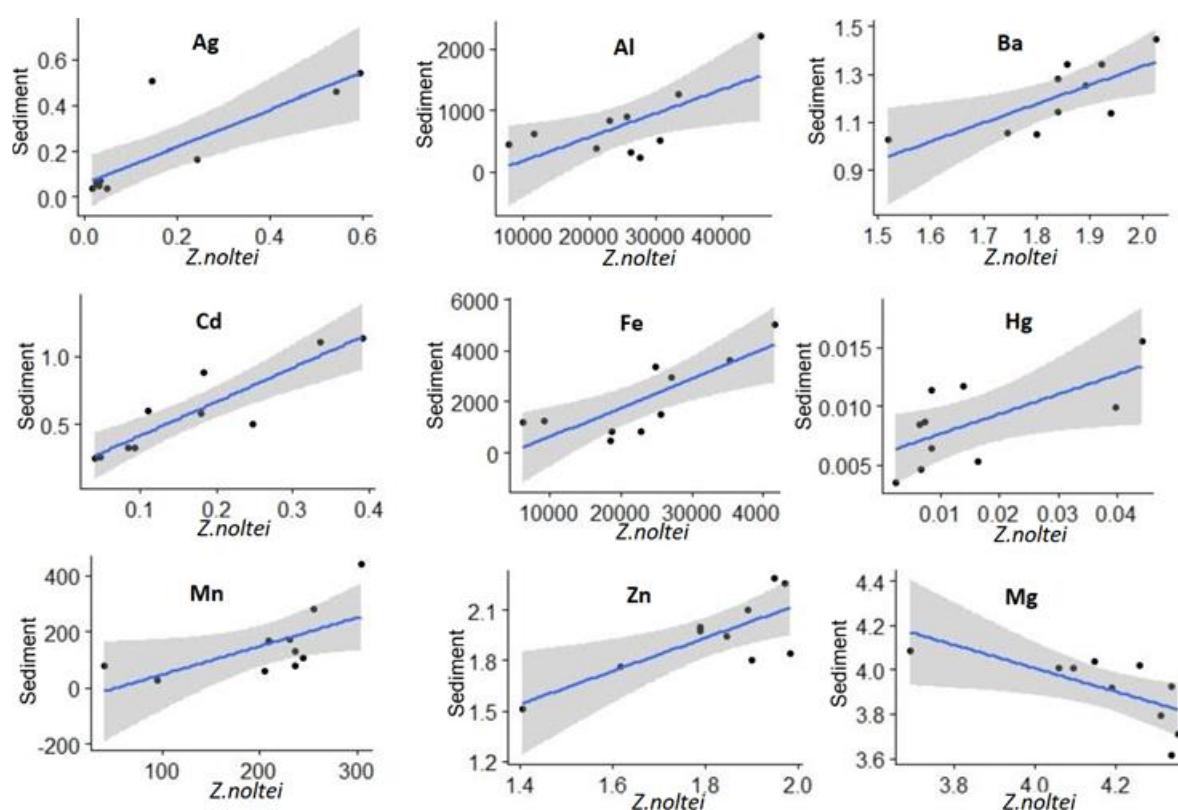 Ag
Sediment
0.6
0.4
0.2
0.0
0.0 0.2 0.4 0.6
Z.noltei
Al
Sediment
2000
1000
0
10000 20000 30000 40000
Z.noltei
Ba
Sediment
1.5
1.3
1.1
0.9
1.5 1.6 1.7 1.8 1.9 2.0
Z.noltei
Cd
Sediment
1.0
0.5
0.1 0.2 0.3 0.4
Z.noltei
Fe
Sediment
6000
4000
2000
0
10000 20000 30000 4000
Z.noltei
Hg
Sediment
0.015
0.010
0.005
0.01 0.02 0.03 0.04
Z.noltei
Mn
Sediment
400
200
0
-200
100 200 300
Z.noltei
Zn
Sediment
2.1
1.8
1.5
1.2
1.4 1.6 1.8 2.0
Z.noltei
Mg
Sediment
4.4
4.2
4.0
3.8
3.6
3.8 4.0 4.2
Z.noltei